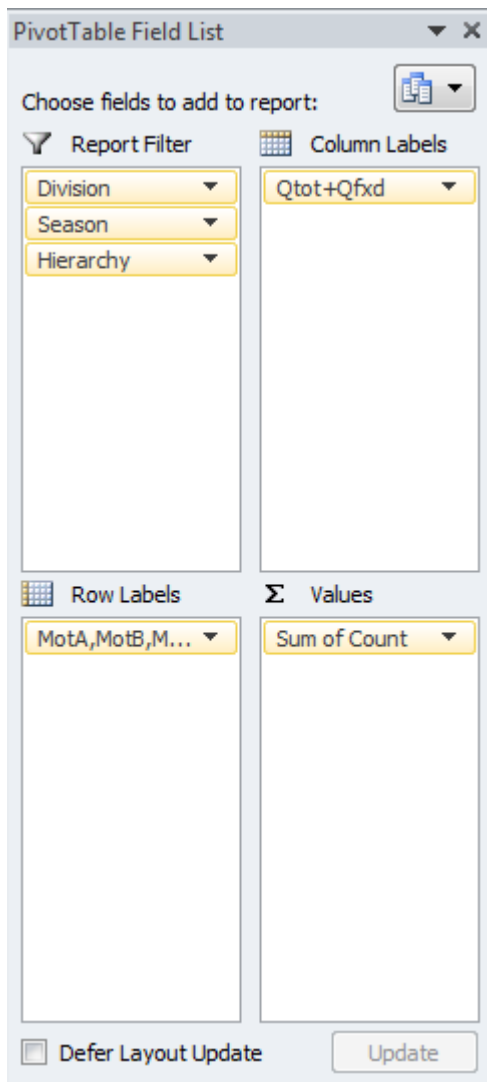 PivotTable Field List
Choose fields to add to report:
Report Filter
Column Labels
Division
Season
Hierarchy
Qtot+Qfxd
Row Labels
Σ Values
MotA,MotB,M...
Sum of Count
Defer Layout Update
Update